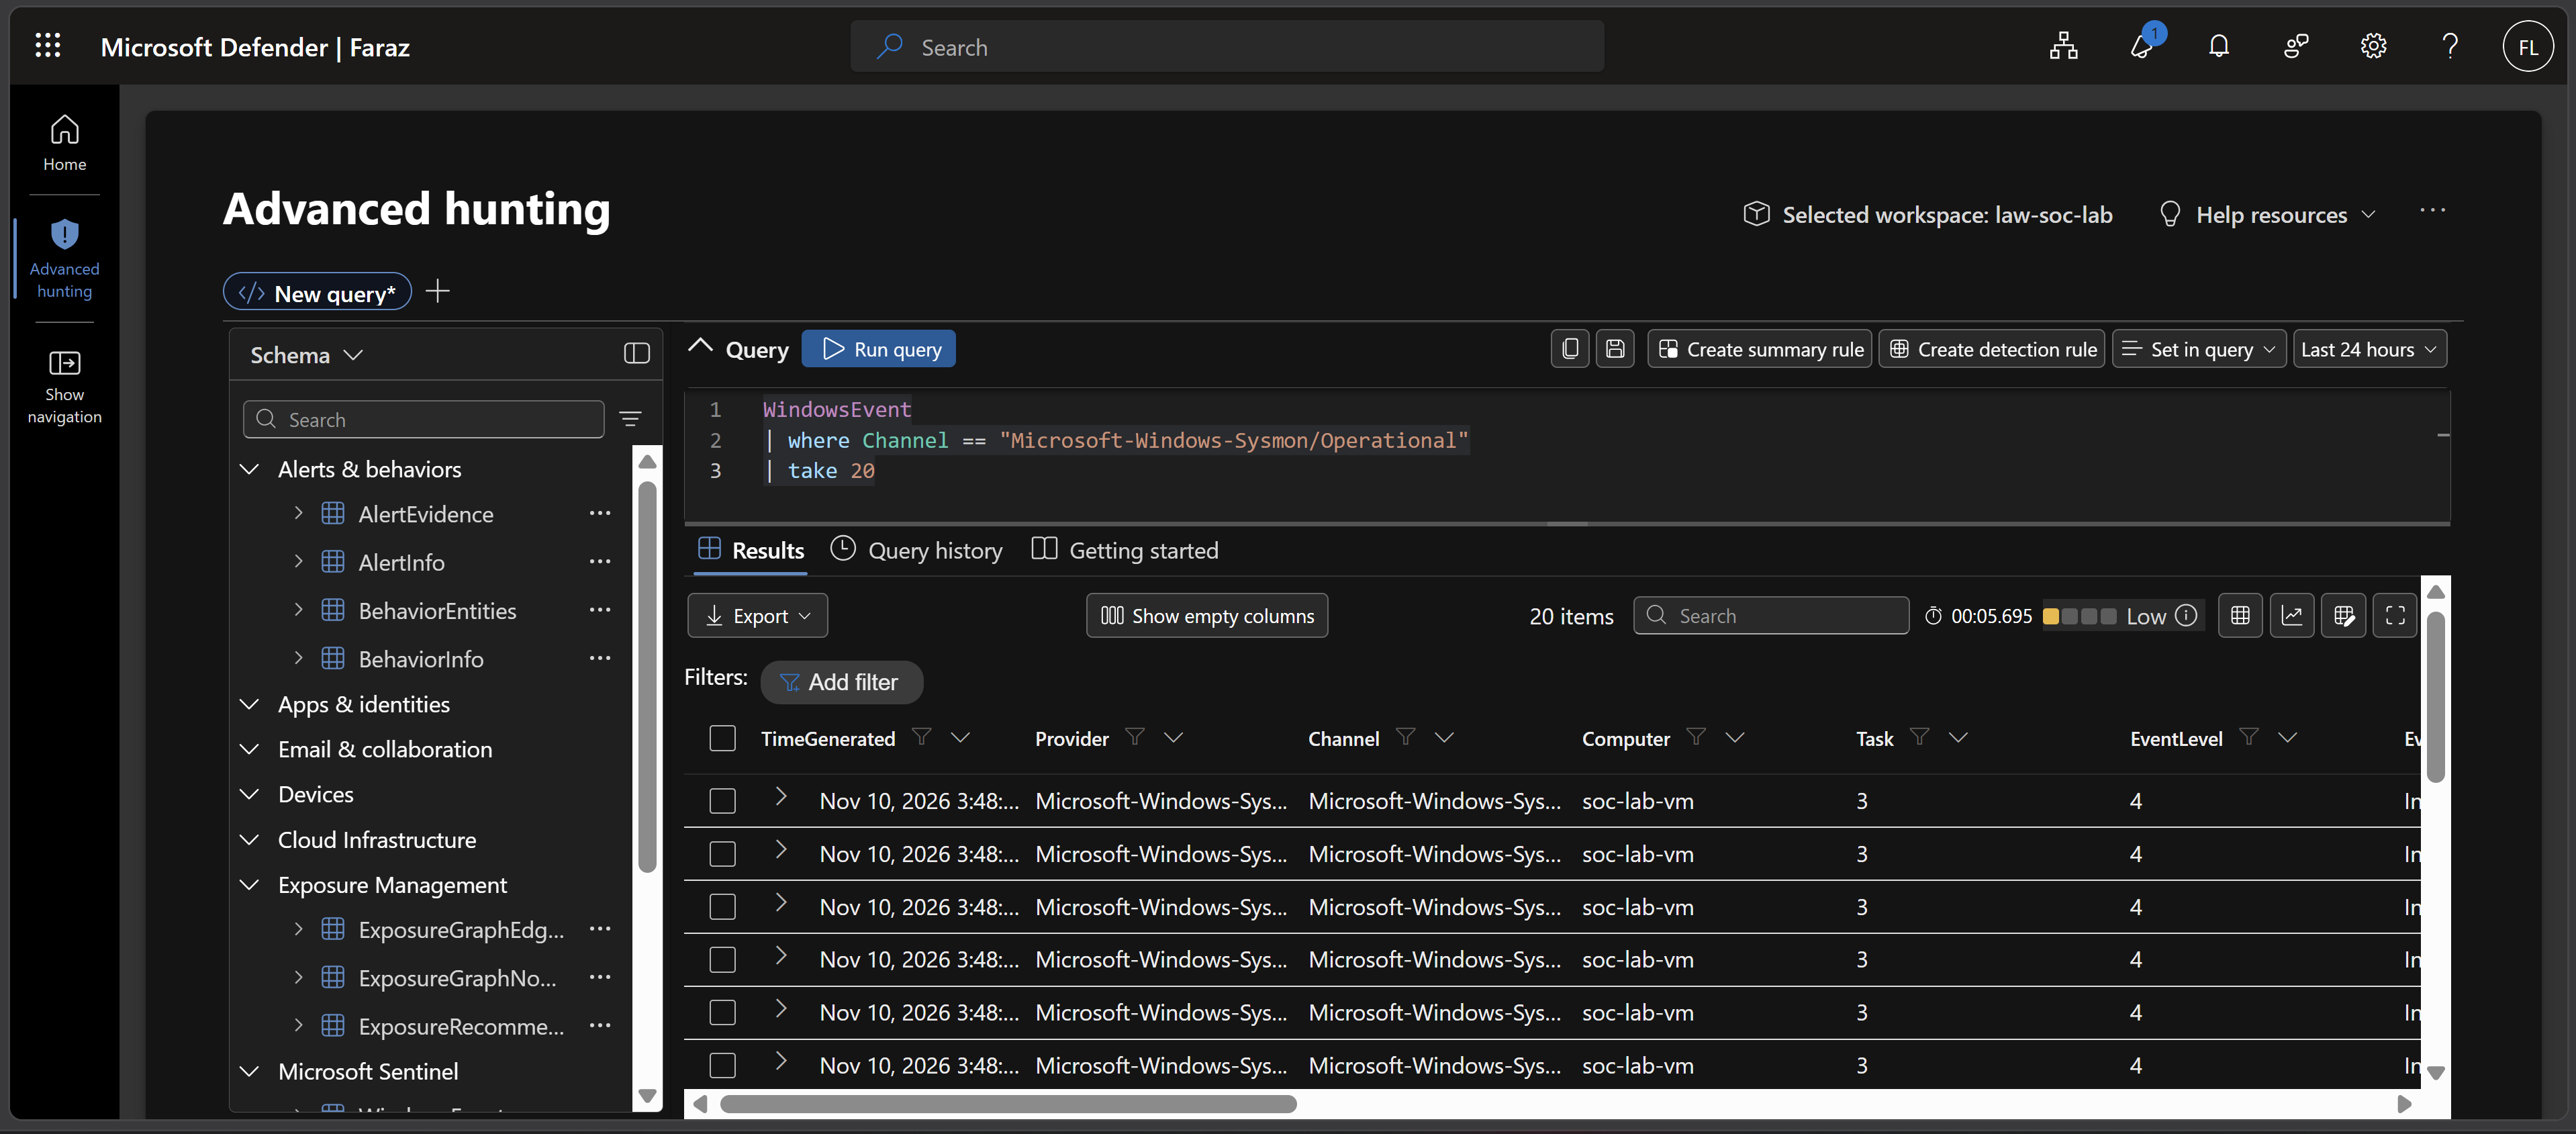 Microsoft Defender | Faraz
Search
1
FL
Home
Advanced
hunting
Show
navigation
Advanced hunting
Selected workspace: law-soc-lab
Help resources
New query*
Schema
Search
Alerts & behaviors
AlertEvidence
AlertInfo
BehaviorEntities
BehaviorInfo
Apps & identities
Email & collaboration
Devices
Cloud Infrastructure
Exposure Management
ExposureGraphEdg...
ExposureGraphNo...
ExposureRecomme...
Microsoft Sentinel
Query
Run query
Create summary rule
Create detection rule
Set in query
Last 24 hours
1 WindowsEvent
2 | where Channel == "Microsoft-Windows-Sysmon/Operational"
3 | take 20
Results
Query history
Getting started
Export
Show empty columns
20 items
Search
00:05.695
Low
Filters:
Add filter
TimeGenerated Provider Channel Computer Task EventLevel Ev
Nov 10, 2026 3:48:... Microsoft-Windows-Sys... Microsoft-Windows-Sys... soc-lab-vm 3 4 In
Nov 10, 2026 3:48:... Microsoft-Windows-Sys... Microsoft-Windows-Sys... soc-lab-vm 3 4 In
Nov 10, 2026 3:48:... Microsoft-Windows-Sys... Microsoft-Windows-Sys... soc-lab-vm 3 4 In
Nov 10, 2026 3:48:... Microsoft-Windows-Sys... Microsoft-Windows-Sys... soc-lab-vm 3 4 In
Nov 10, 2026 3:48:... Microsoft-Windows-Sys... Microsoft-Windows-Sys... soc-lab-vm 3 4 In
Nov 10, 2026 3:48:... Microsoft-Windows-Sys... Microsoft-Windows-Sys... soc-lab-vm 3 4 In